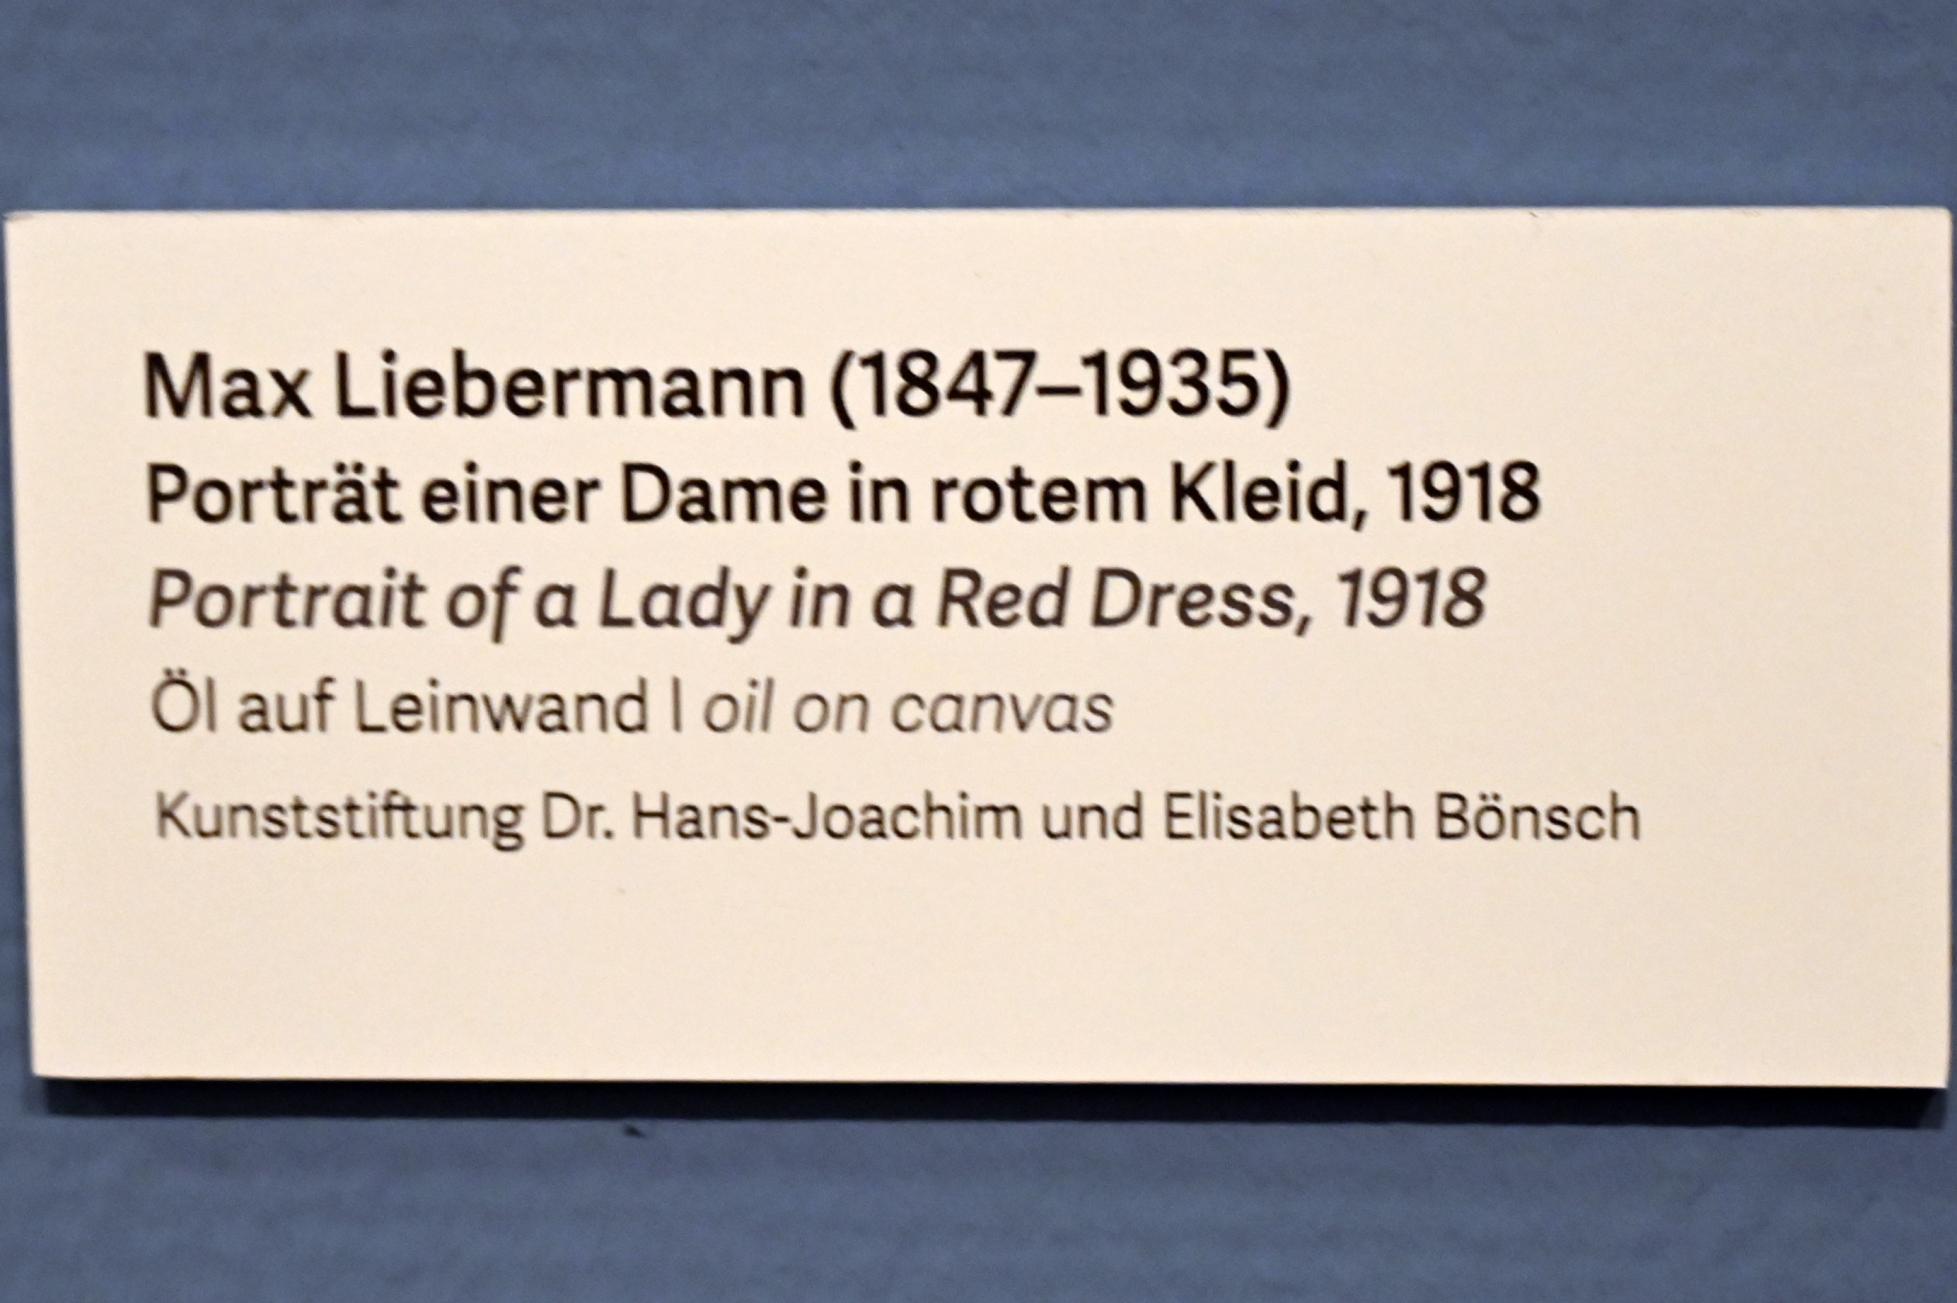 Max Liebermann (1847–1935)
Porträt einer Dame in rotem Kleid, 1918
Portrait of a Lady in a Red Dress, 1918
Öl auf Leinwand | oil on canvas
Kunststiftung Dr. Hans-Joachim und Elisabeth Bönsch